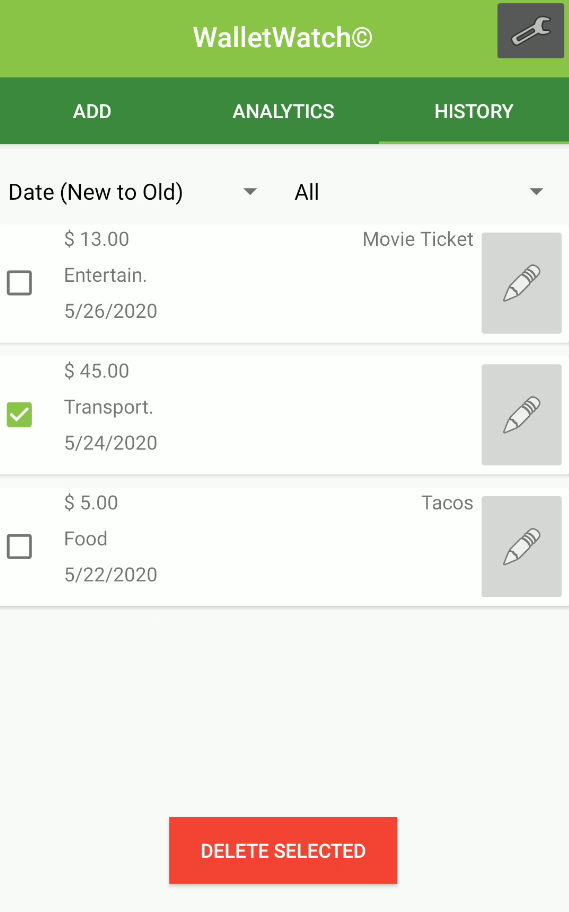 WalletWatch©
ADD ANALYTICS HISTORY
Date (New to Old) All
$ 13.00 Movie Ticket
Entertain.
5/26/2020
$ 45.00
Transport.
5/24/2020
$ 5.00 Tacos
Food
5/22/2020
DELETE SELECTED